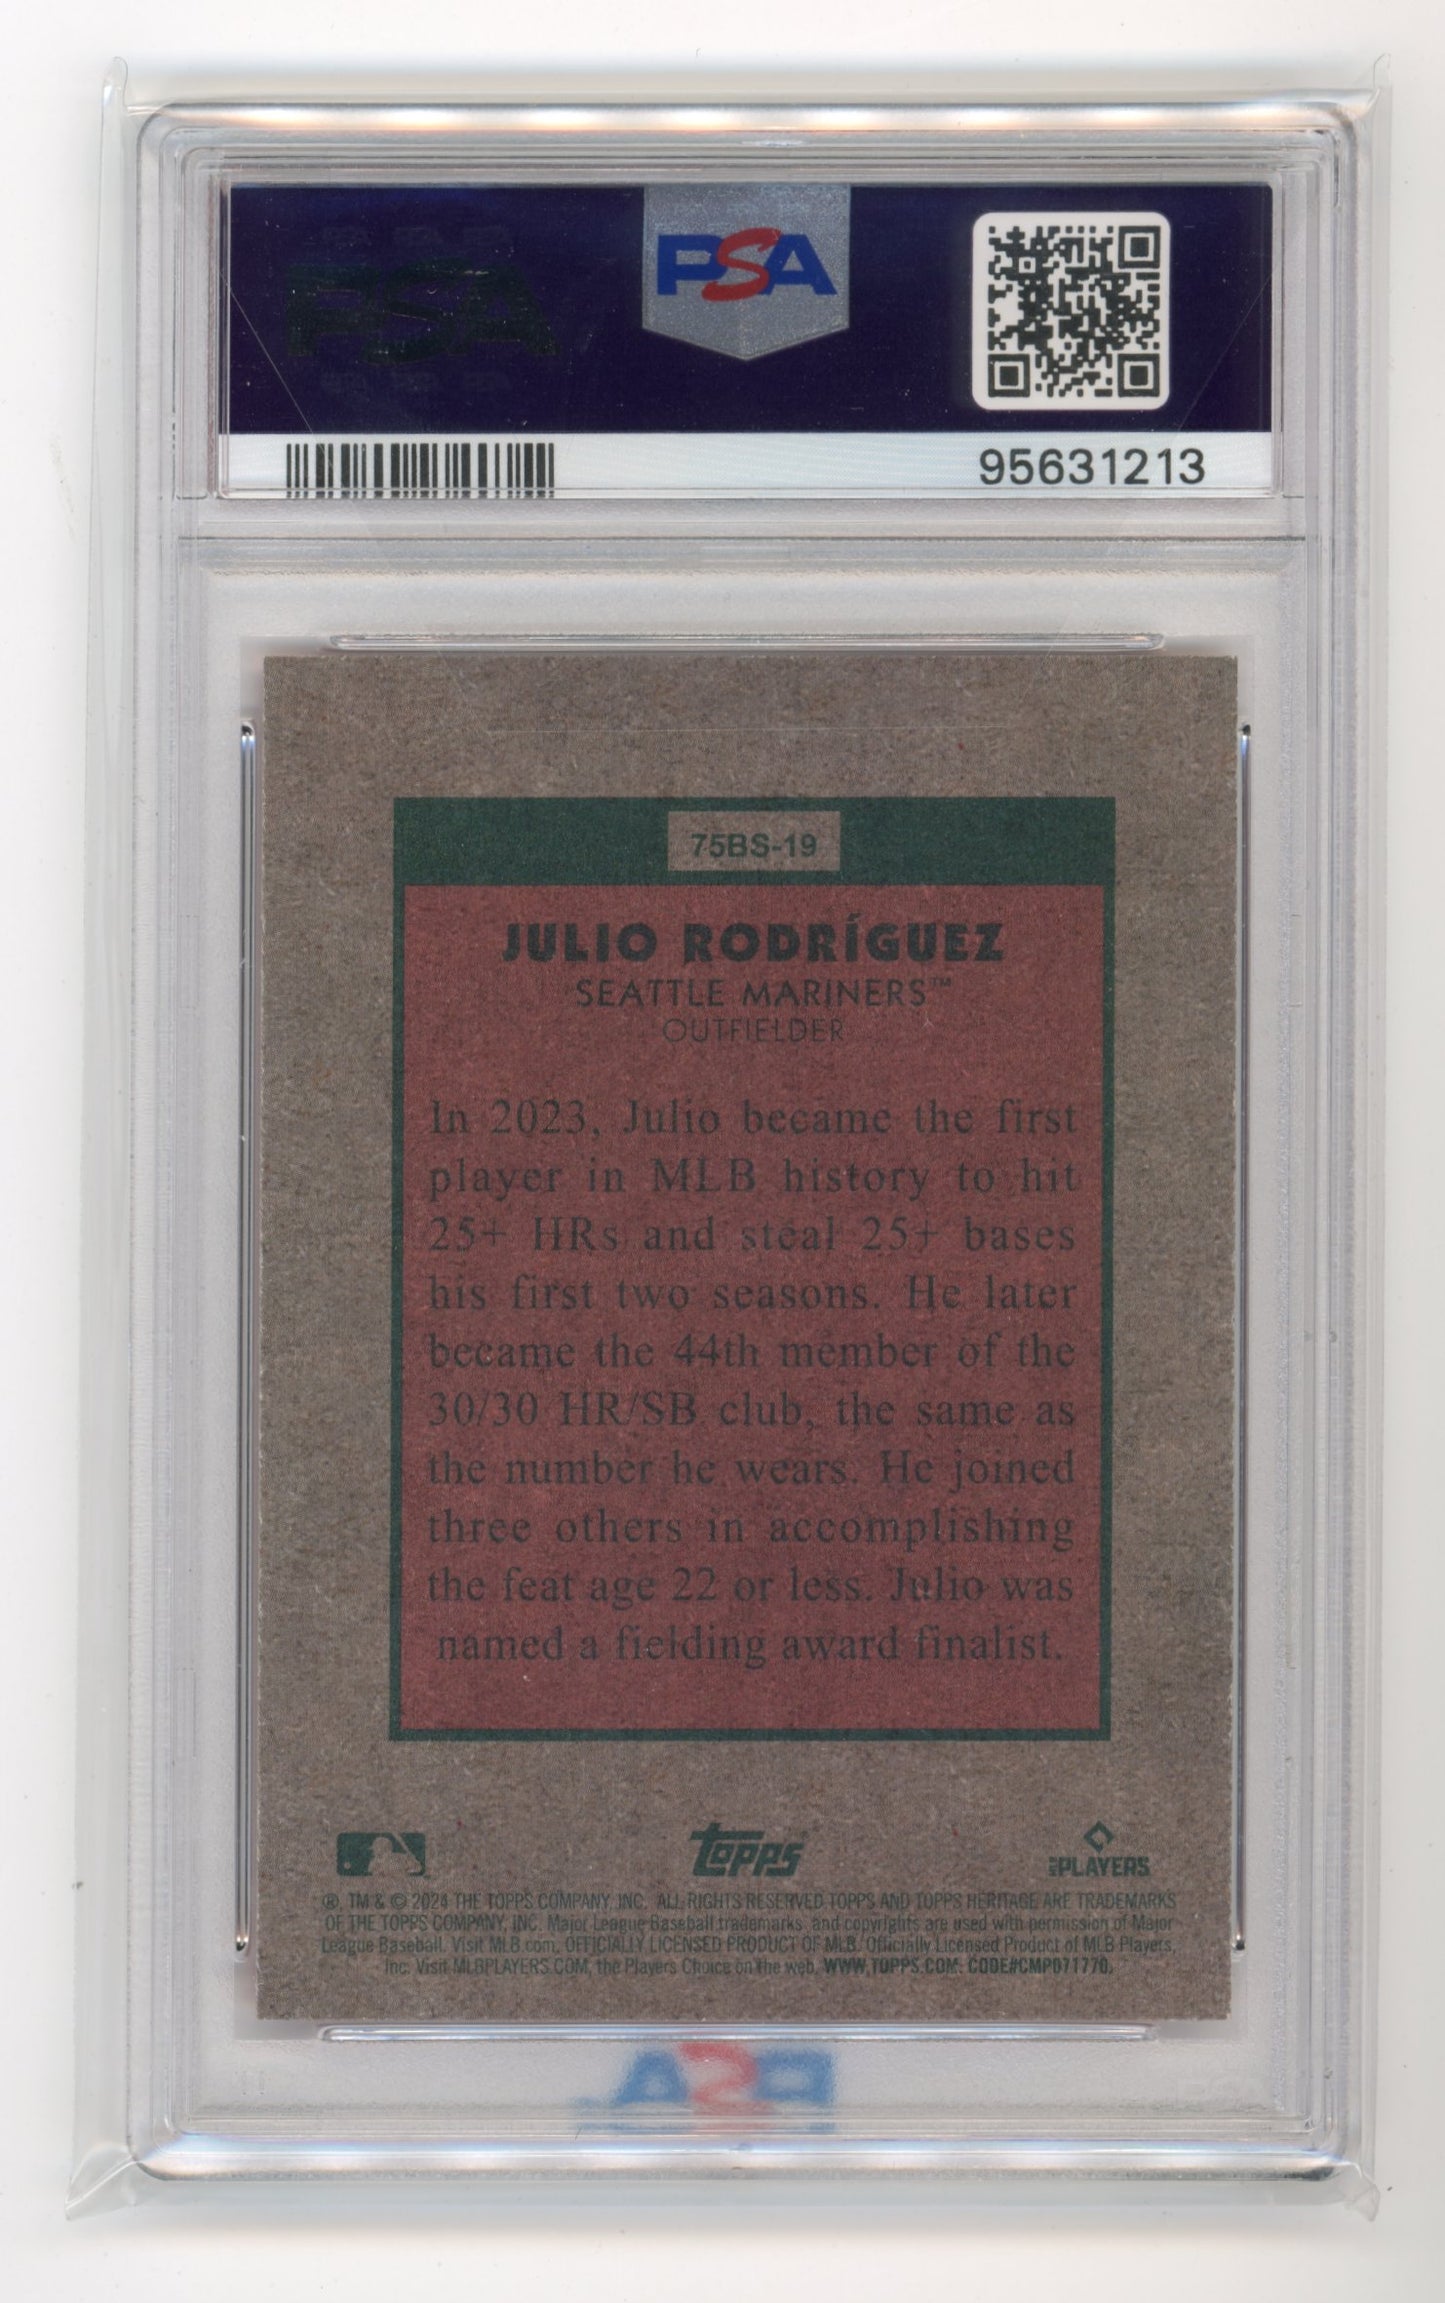 PSA
PSA
95631213
75BS-19
JULIO RODRÍGUEZ
SEATTLE MARINERS™
OUTFIELDER
In 2023, Julio became the first
player in MLB history to hit
25+ HRs and steal 25+ bases
his first two seasons. He later
became the 44th member of the
30/30 HR/SB club, the same as
the number he wears. He joined
three others in accomplishing
the feat age 22 or less. Julio was
named a fielding award finalist.
Topps
MLB PLAYERS
®, TM & © 2024 THE TOPPS COMPANY, INC. ALL RIGHTS RESERVED. TOPPS AND TOPPS HERITAGE ARE TRADEMARKS
OF THE TOPPS COMPANY, INC. Major League Baseball trademarks and copyrights are used with permission of Major
League Baseball. Visit MLB.com. OFFICIALLY LICENSED PRODUCT OF MLB. Officially Licensed Product of MLB Players,
Inc. Visit MLBPLAYERS.COM, the Players Choice on the web. WWW.TOPPS.COM. CODE#CMP071770.
PSA